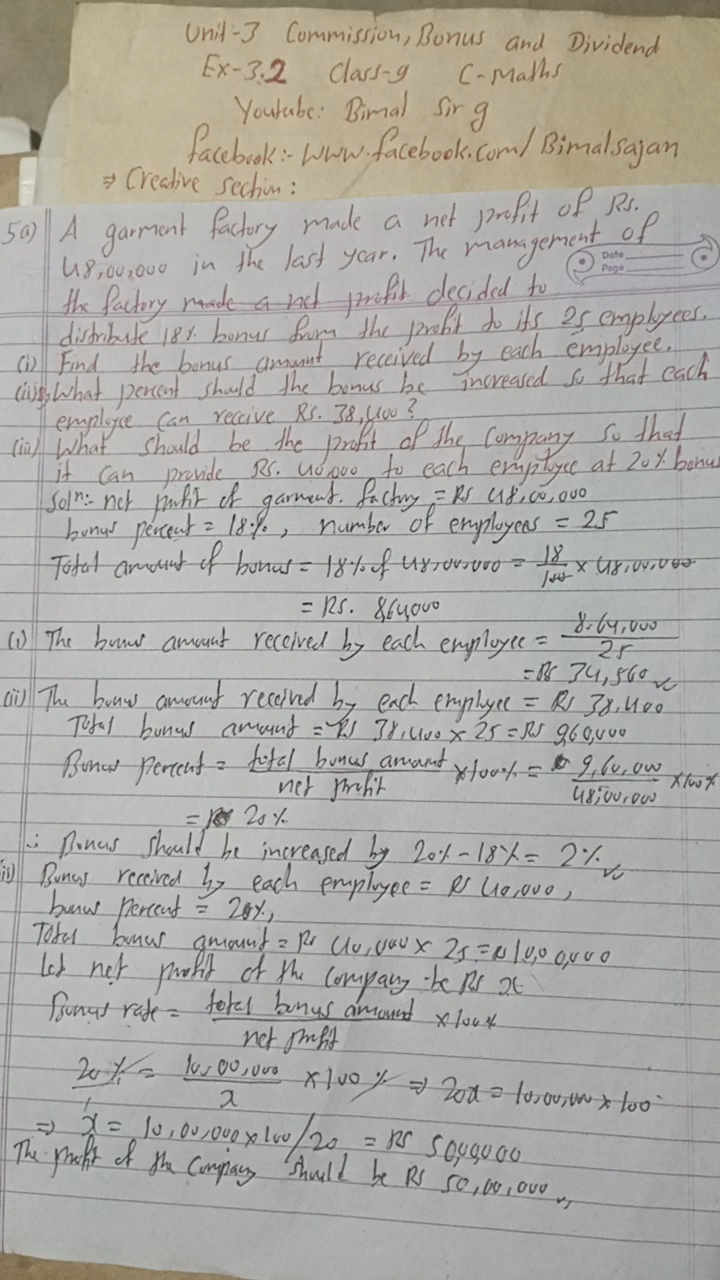 Unit-3 Commission, Bonus and Dividend
Ex-3.2 Class-9 C-Maths
Youtube: Bimal Sir g
facebook:- www.facebook.com/Bimalsajan
⇒ Creative section:
5a) A garment factory made a net profit of Rs.
48,00,000 in the last year. The management of
Date
Page
the factory made a net profit decided to
distribute 18% bonus from the profit to its 25 employees.
(i) Find the bonus amount received by each employee.
(ii) What percent should the bonus be increased so that each
employee can receive Rs. 38,400?
(iii) What should be the profit of the company so that
it can provide Rs. 40,000 to each employee at 20% bonus
Solⁿ:- net profit of garment factory = Rs 48,00,000
bonus percent = 18%, number of employees = 25
Total amount of bonus = 18% of 48,00,000 = 18/100 × 48,00,000
= Rs. 8,64,000
(i) The bonus amount received by each employee = 8,64,000/25
= Rs 34,560
(ii) The bonus amount received by each employee = Rs 38,400
Total bonus amount = Rs 38,400 × 25 = Rs 9,60,000
Bonus Percent = total bonus amount/net profit × 100% = 9,60,000/48,00,000 × 100%
= 20%
∴ Bonus should be increased by 20% - 18% = 2%
Bonus received by each employee = Rs 40,000,
bonus percent = 20%,
Total bonus amount = Rs 40,000 × 25 = Rs 10,00,000
Let net profit of the company be Rs x
Bonus rate = total bonus amount/net profit × 100%
20%/1 = 10,00,000/x × 100% ⇒ 20x = 10,00,000 × 100
⇒ x = 10,00,000 × 100/20 = Rs 50,00,000
The profit of the company should be Rs 50,00,000